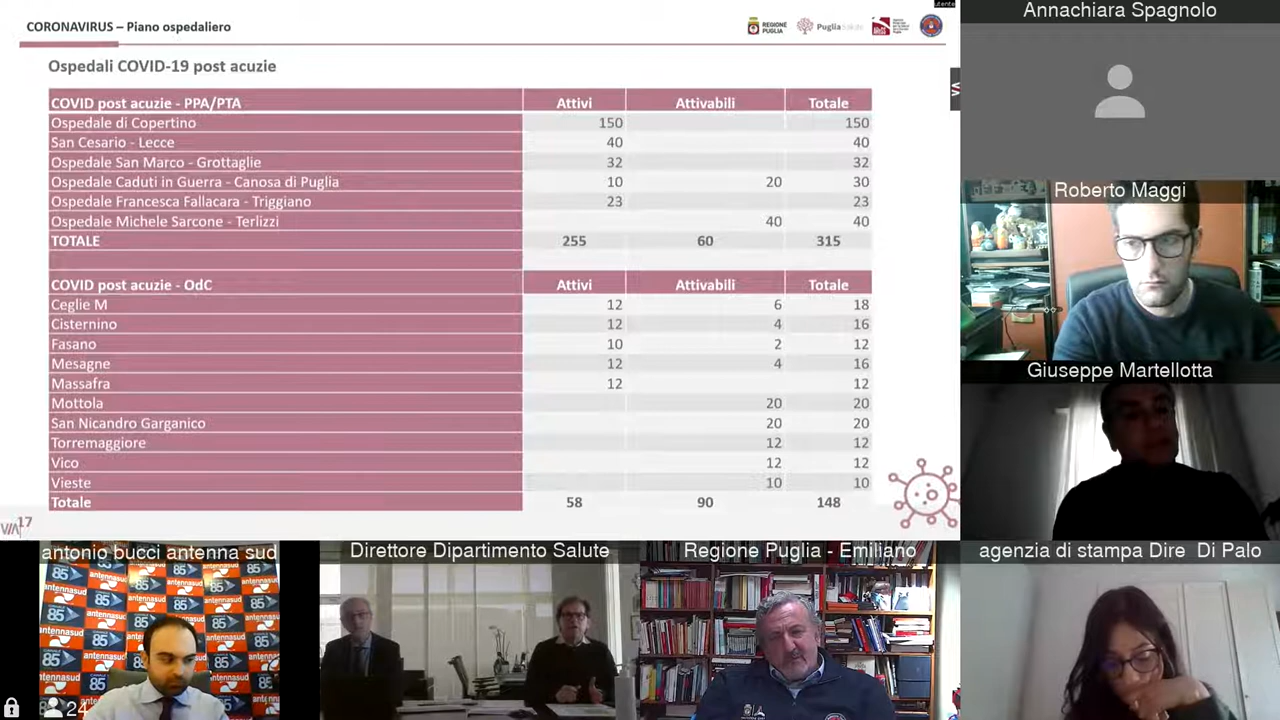 utente
CORONAVIRUS – Piano ospedaliero
REGIONE PUGLIA
PugliaSalute
Ospedali COVID-19 post acuzie
COVID post acuzie - PPA/PTA Attivi Attivabili Totale
Ospedale di Copertino 150 150
San Cesario - Lecce 40 40
Ospedale San Marco - Grottaglie 32 32
Ospedale Caduti in Guerra - Canosa di Puglia 10 20 30
Ospedale Francesca Fallacara - Triggiano 23 23
Ospedale Michele Sarcone - Terlizzi 40 40
TOTALE 255 60 315
COVID post acuzie - OdC Attivi Attivabili Totale
Ceglie M 12 6 18
Cisternino 12 4 16
Fasano 10 2 12
Mesagne 12 4 16
Massafra 12 12
Mottola 20 20
San Nicandro Garganico 20 20
Torremaggiore 12 12
Vico 12 12
Vieste 10 10
Totale 58 90 148
17
Annachiara Spagnolo
Roberto Maggi
Giuseppe Martellotta
antonio bucci antenna sud
Direttore Dipartimento Salute
Regione Puglia - Emiliano
agenzia di stampa Dire Di Palo
antennasud
85
24